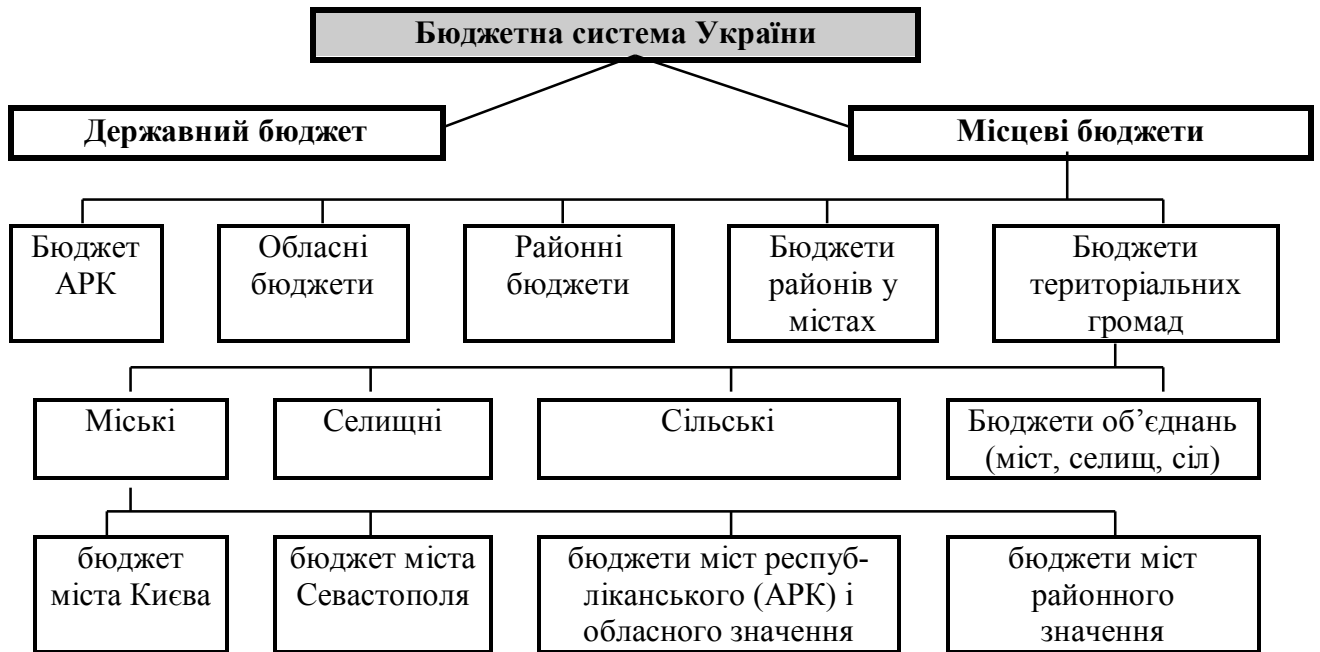 Бюджетна система України
Державний бюджет
Місцеві бюджети
Бюджет
АРК
Обласні
бюджети
Районні
бюджети
Бюджети
районів у
містах
Бюджети
територіальних
громад
Міські
Селищні
Сільські
Бюджети об’єднань
(міст, селищ, сіл)
бюджет
міста Києва
бюджет міста
Севастополя
бюджети міст респуб-
ліканського (АРК) і
обласного значення
бюджети міст
районного
значення